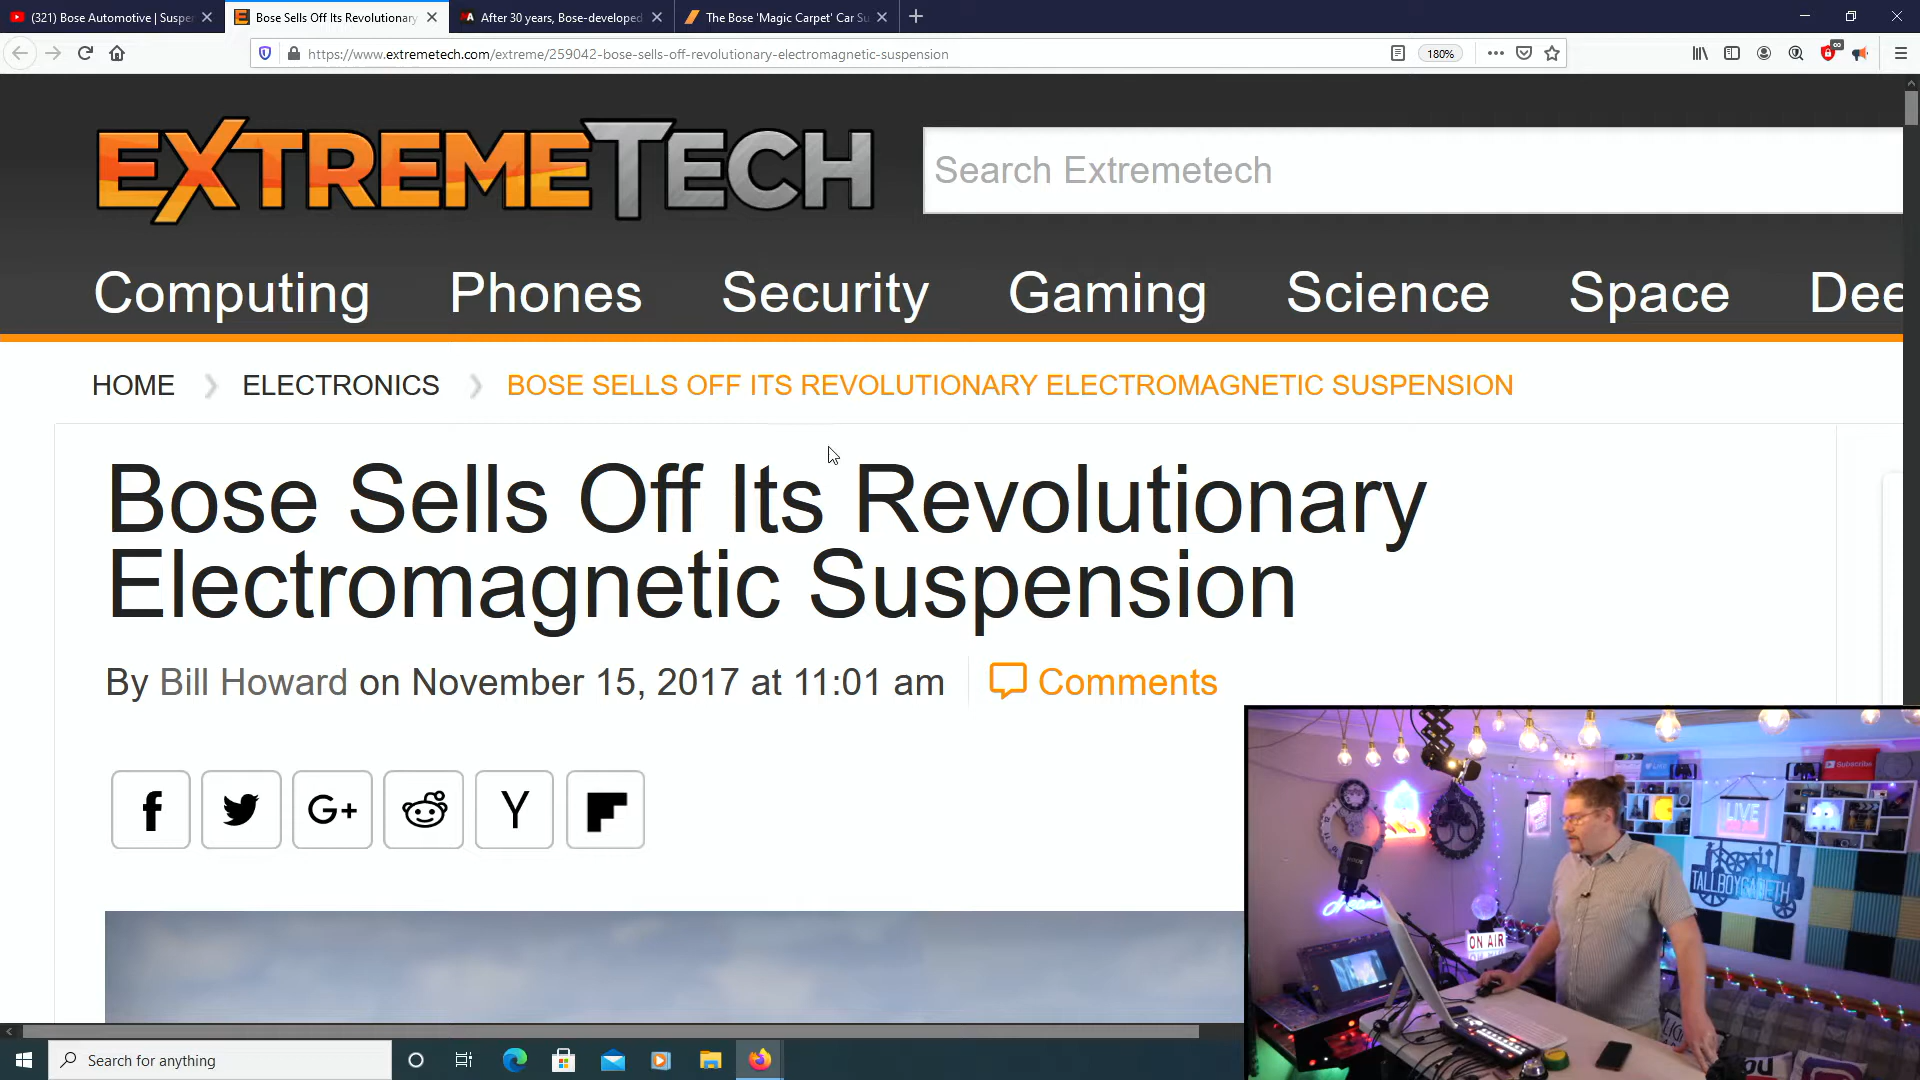 (321) Bose Automotive | Suspe
Bose Sells Off Its Revolutionary
After 30 years, Bose-developed
The Bose 'Magic Carpet' Car Su
https://www.extremetech.com/extreme/259042-bose-sells-off-revolutionary-electromagnetic-suspension
180%
EXTREMETECH
Search Extremetech
Computing Phones Security Gaming Science Space Dee
HOME ELECTRONICS BOSE SELLS OFF ITS REVOLUTIONARY ELECTROMAGNETIC SUSPENSION
Bose Sells Off Its Revolutionary
Electromagnetic Suspension
By Bill Howard on November 15, 2017 at 11:01 am
Comments
f G+ Y
Subscribe
LIVE
TALLBOYGARETH
ON AIR
You
Search for anything